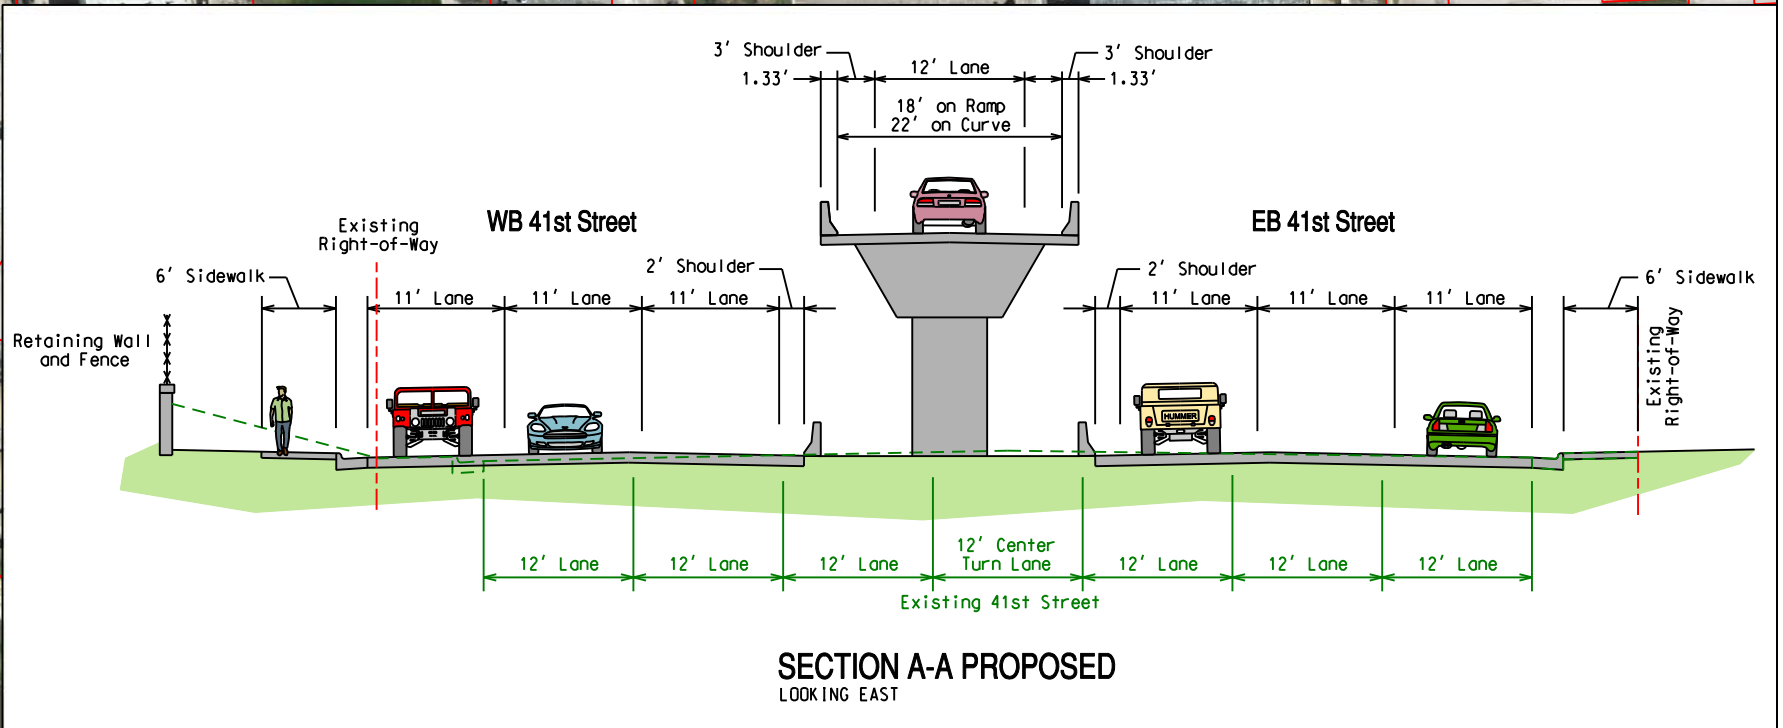 3' Shoulder
3' Shoulder
1.33'
12' Lane
1.33'
18' on Ramp
22' on Curve
Existing
Right-of-Way
WB 41st Street
EB 41st Street
6' Sidewalk
2' Shoulder
2' Shoulder
6' Sidewalk
11' Lane
11' Lane
11' Lane
11' Lane
11' Lane
11' Lane
Retaining Wall
and Fence
Existing
Right-of-Way
HUMMER
12' Lane
12' Lane
12' Lane
12' Center
Turn Lane
12' Lane
12' Lane
12' Lane
Existing 41st Street
SECTION A-A PROPOSED
LOOKING EAST